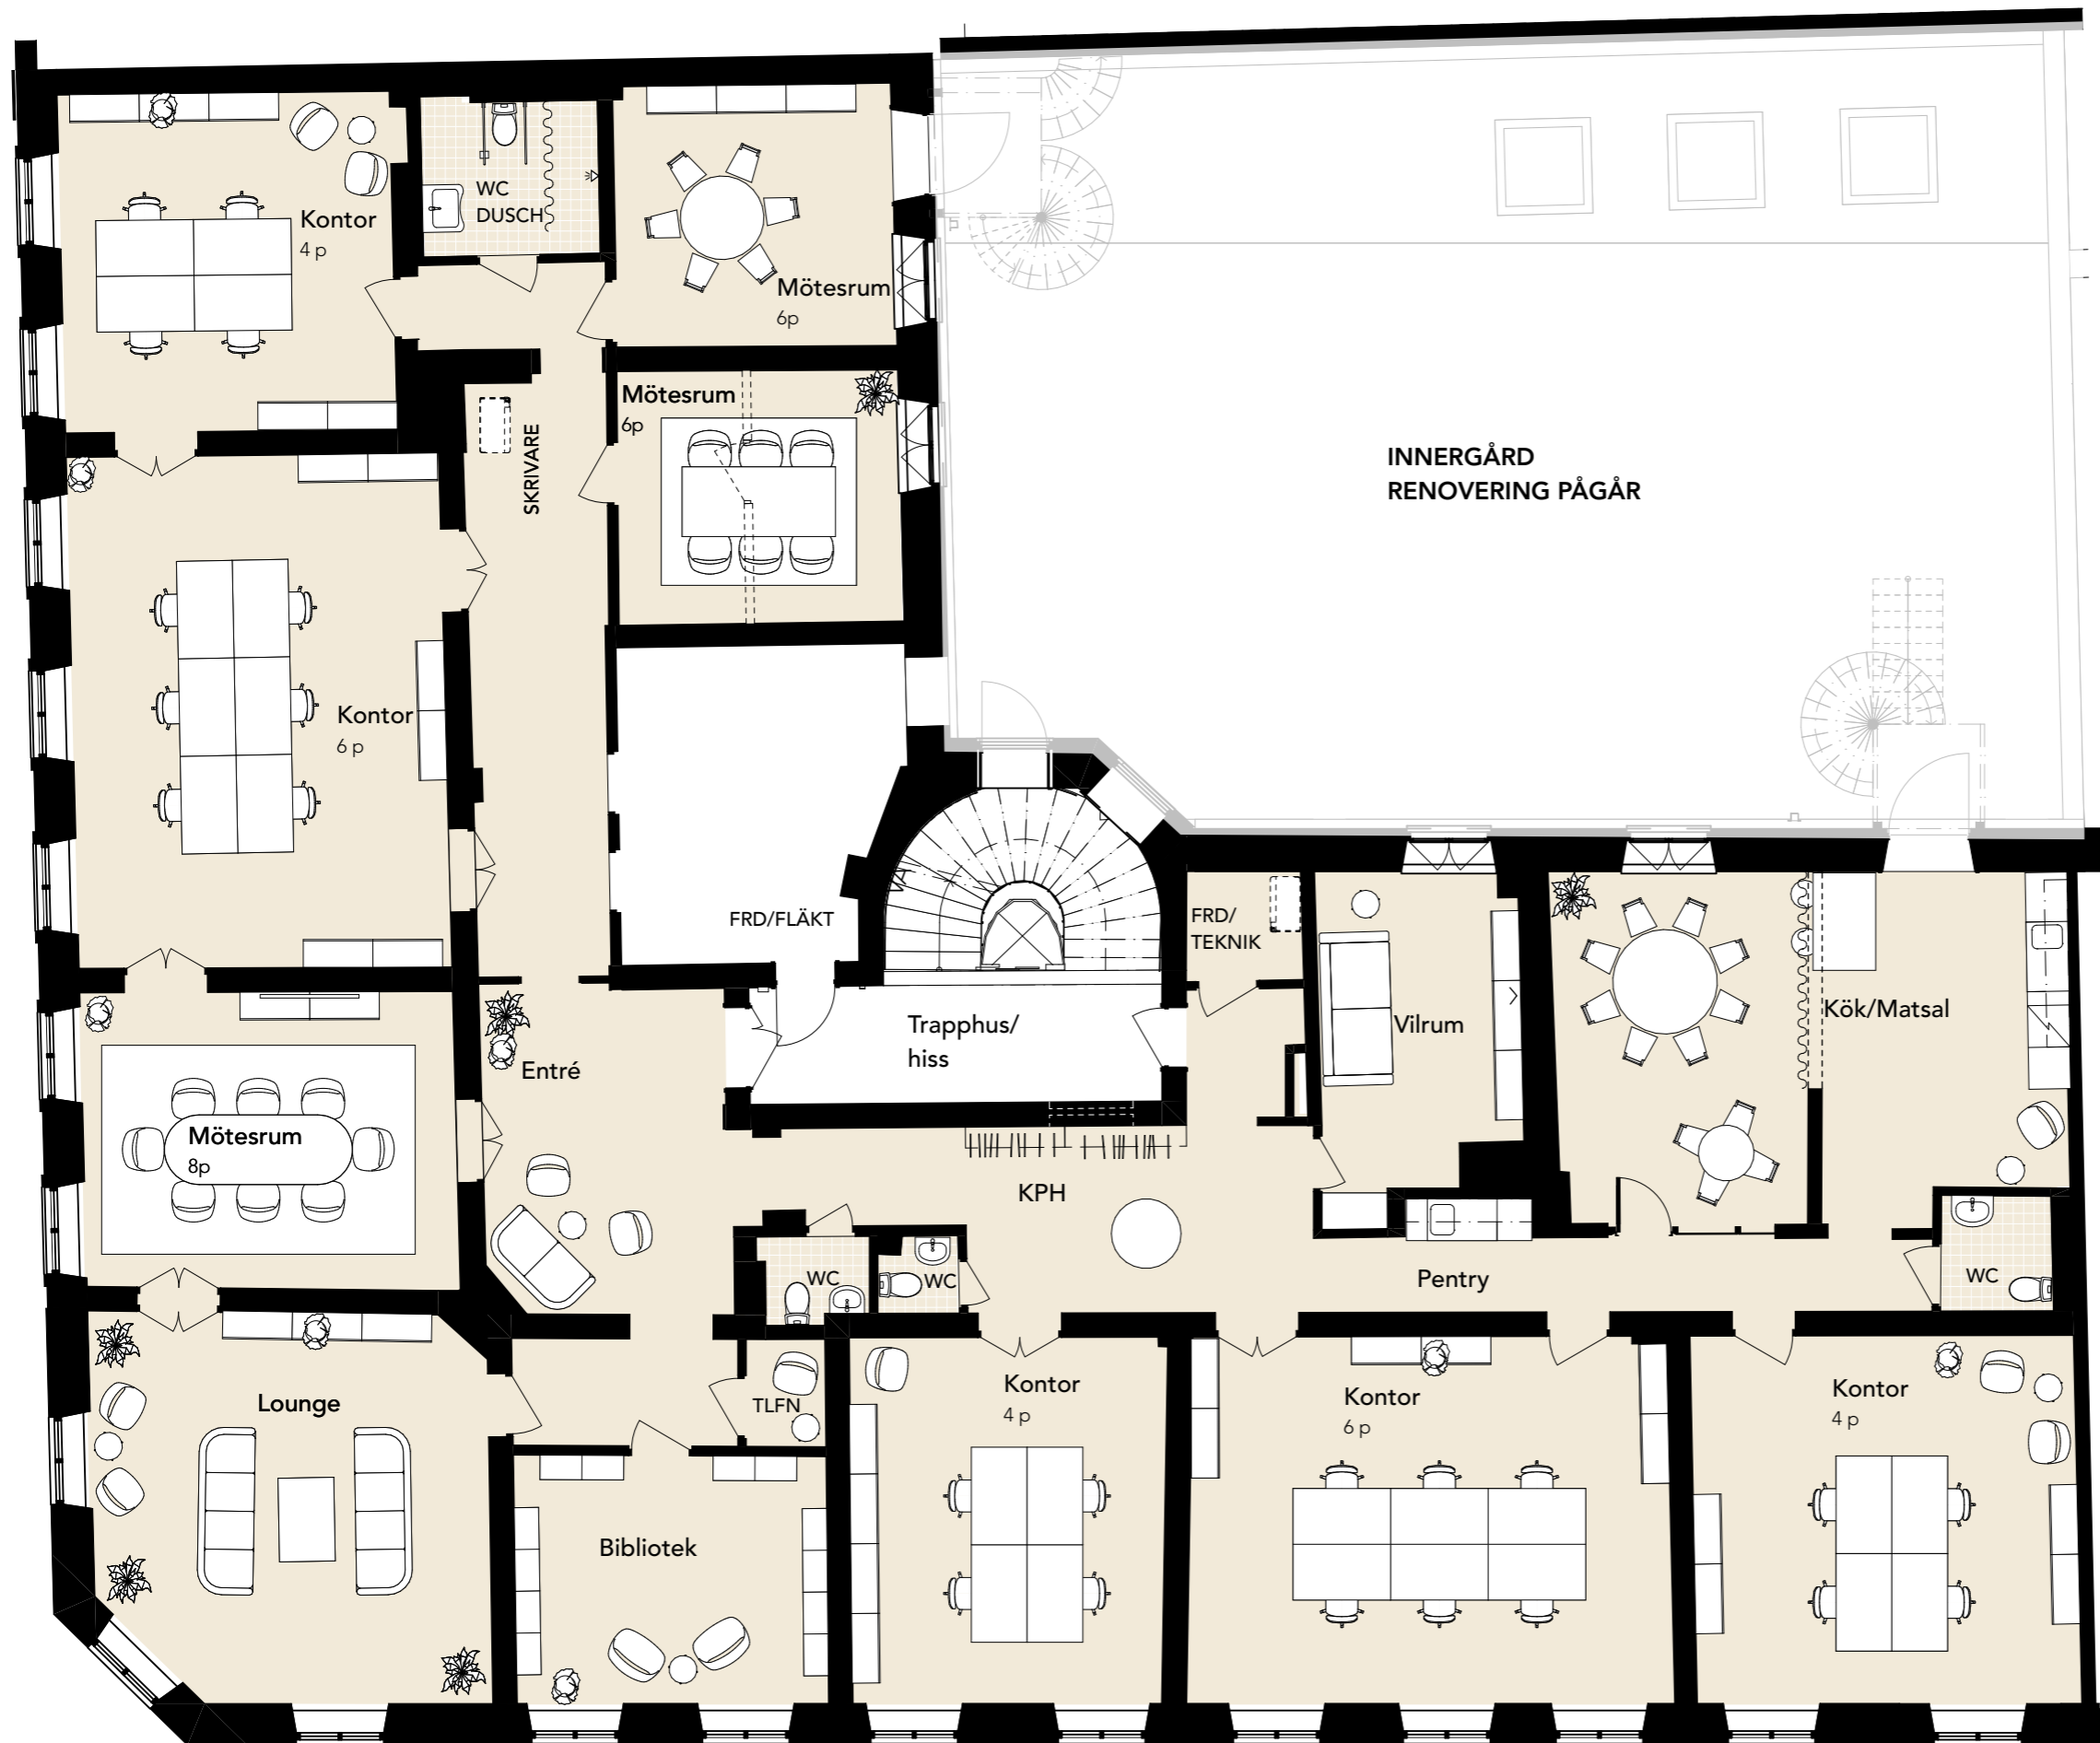 Kontor
4 p
WC
DUSCH
Mötesrum
6p
Mötesrum
6p
SKRIVARE
INNERGÅRD
RENOVERING PÅGÅR
Kontor
6 p
FRD/FLÄKT
FRD/
TEKNIK
Trapphus/
hiss
Vilrum
Kök/Matsal
Entré
Mötesrum
8p
KPH
WC
WC
Pentry
WC
Lounge
TLFN
Kontor
4 p
Kontor
6 p
Kontor
4 p
Bibliotek